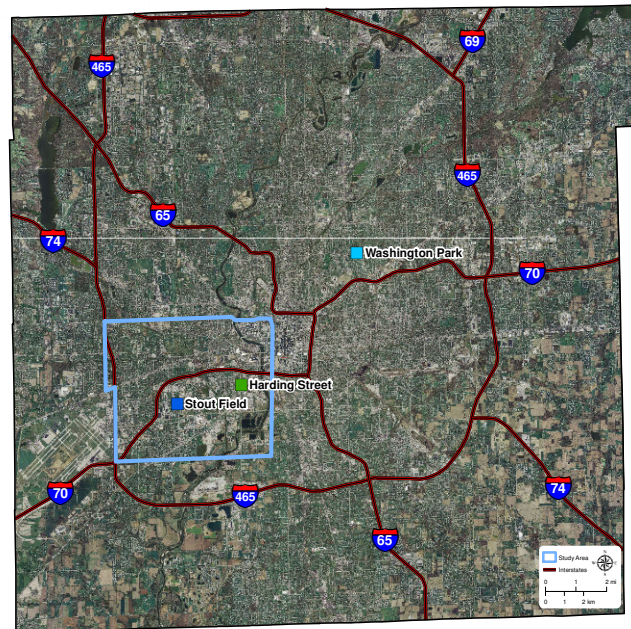 69
465
465
65
74
Washington Park
70
Harding Street
Stout Field
70
465
74
65
Study Area
Interstates
0 1 2 mi
0 1 2 km